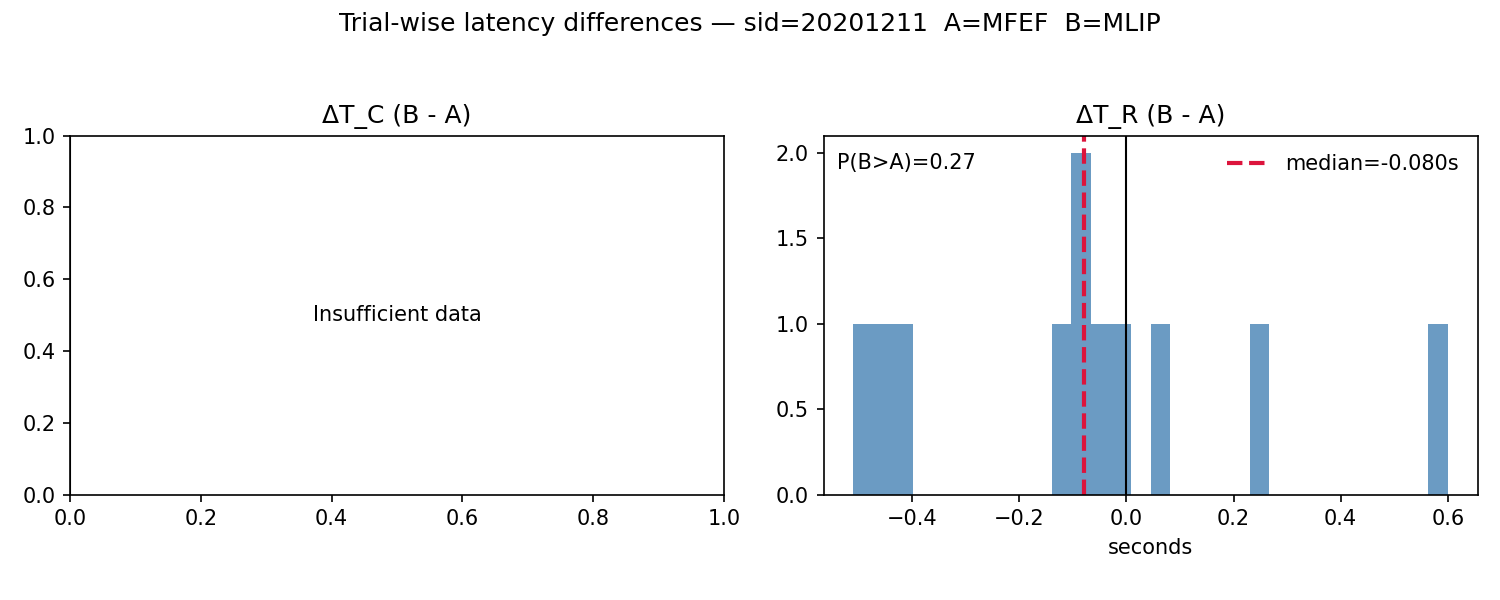 Trial-wise latency differences — sid=20201211  A=MFEF  B=MLIP
ΔT_C (B - A)
1.0
0.8
0.6
0.4
0.2
0.0
Insufficient data
0.0 0.2 0.4 0.6 0.8 1.0
ΔT_R (B - A)
2.0
1.5
1.0
0.5
0.0
P(B>A)=0.27
median=-0.080s
−0.4 −0.2 0.0 0.2 0.4 0.6
seconds